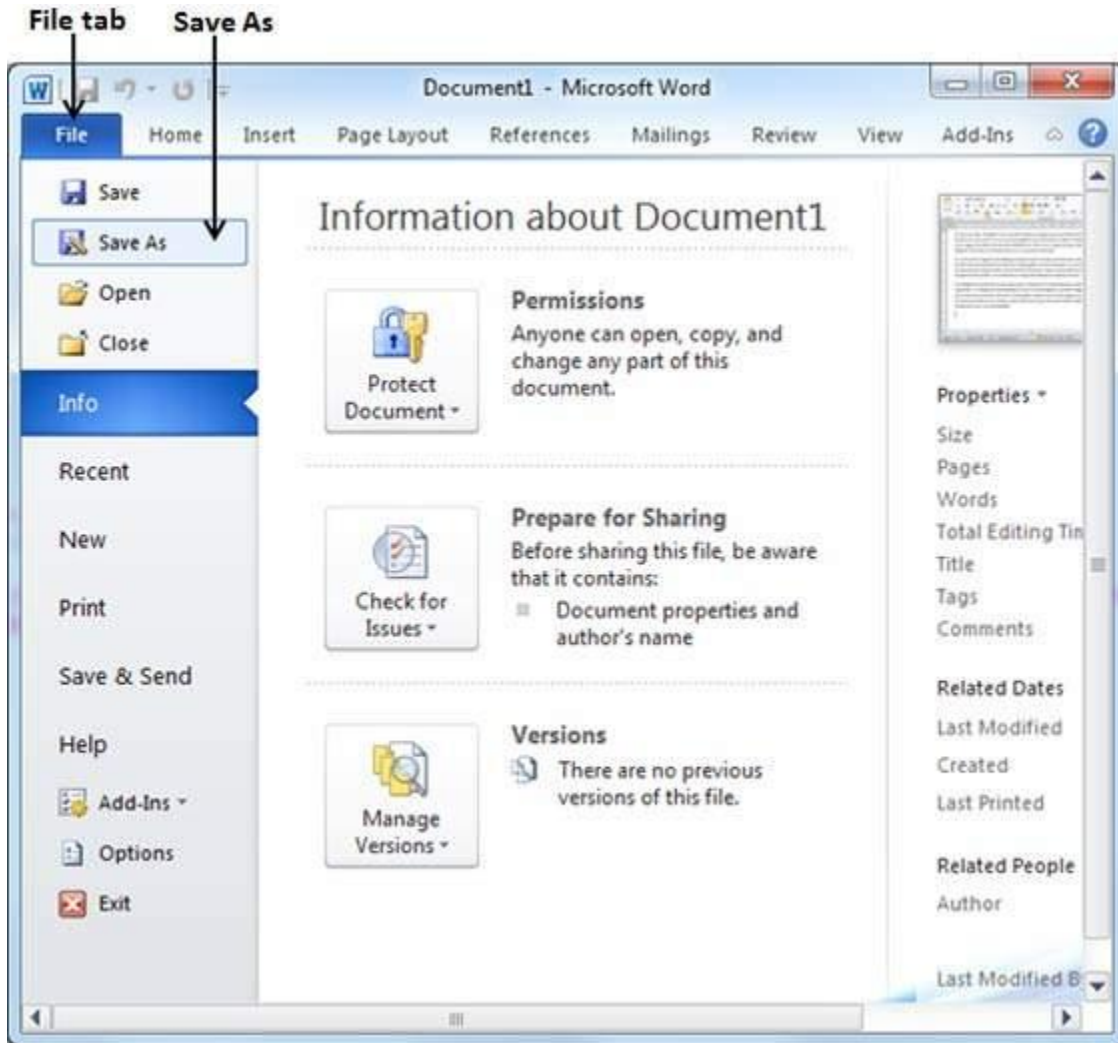 File tab Save As
Document1 - Microsoft Word
File Home Insert Page Layout References Mailings Review View Add-Ins
Save
Save As
Open
Close
Info
Recent
New
Print
Save & Send
Help
Add-Ins
Options
Exit
Information about Document1
Protect
Document
Permissions
Anyone can open, copy, and
change any part of this
document.
Check for
Issues
Prepare for Sharing
Before sharing this file, be aware
that it contains:
Document properties and
author's name
Manage
Versions
Versions
There are no previous
versions of this file.
Properties
Size
Pages
Words
Total Editing Tim
Title
Tags
Comments
Related Dates
Last Modified
Created
Last Printed
Related People
Author
Last Modified B